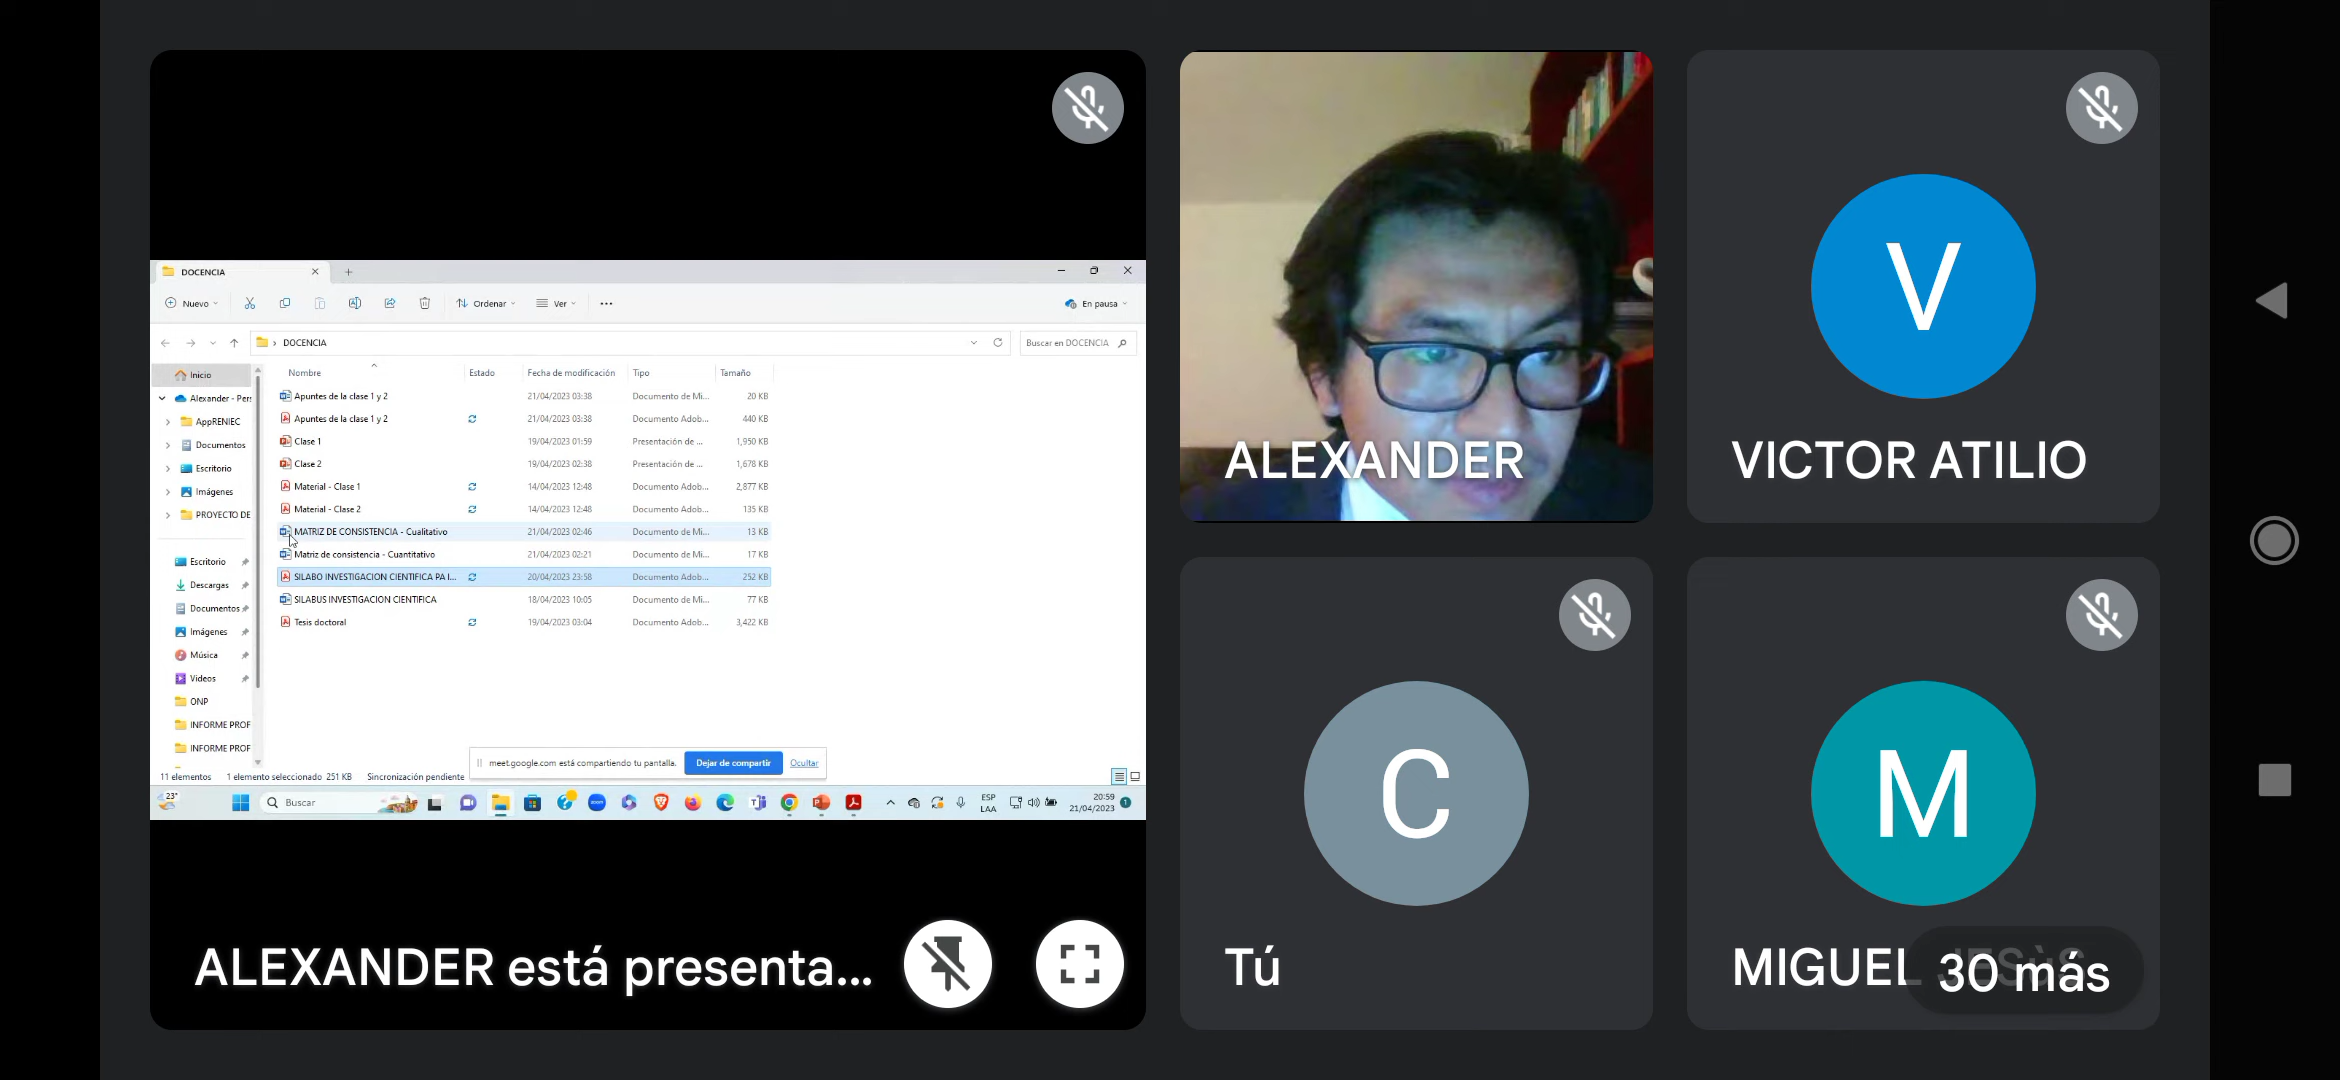 DOCENCIA
Nuevo
Ordenar
Ver
En pausa
DOCENCIA
Buscar en DOCENCIA
Inicio
Alexander - Pers
AppRENIEC
Documentos
Escritorio
Imágenes
PROYECTO DE
Escritorio
Descargas
Documentos
Imágenes
Música
Videos
ONP
INFORME PROF
INFORME PROF
Nombre Estado Fecha de modificación Tipo Tamaño
Apuntes de la clase 1 y 2 21/04/2023 03:38 Documento de Mi... 20 KB
Apuntes de la clase 1 y 2 21/04/2023 03:38 Documento Adob... 440 KB
Clase 1 19/04/2023 01:59 Presentación de ... 1,950 KB
Clase 2 19/04/2023 02:38 Presentación de ... 1,678 KB
Material - Clase 1 14/04/2023 12:48 Documento Adob... 2,877 KB
Material - Clase 2 14/04/2023 12:48 Documento Adob... 135 KB
MATRIZ DE CONSISTENCIA - Cualitativo 21/04/2023 02:46 Documento de Mi... 13 KB
Matriz de consistencia - Cuantitativo 21/04/2023 02:21 Documento de Mi... 17 KB
SILABO INVESTIGACION CIENTIFICA PA I... 20/04/2023 23:58 Documento Adob... 252 KB
SILABUS INVESTIGACION CIENTIFICA 18/04/2023 10:05 Documento de Mi... 77 KB
Tesis doctoral 19/04/2023 03:04 Documento Adob... 3,422 KB
meet.google.com está compartiendo tu pantalla. Dejar de compartir Ocultar
11 elementos 1 elemento seleccionado 251 KB Sincronización pendiente
23°
Buscar
zoom
ESP
LAA
20:59
21/04/2023
1
ALEXANDER está presenta...
ALEXANDER
V
VICTOR ATILIO
C
Tú
M
MIGUEL JESÙS
30 más